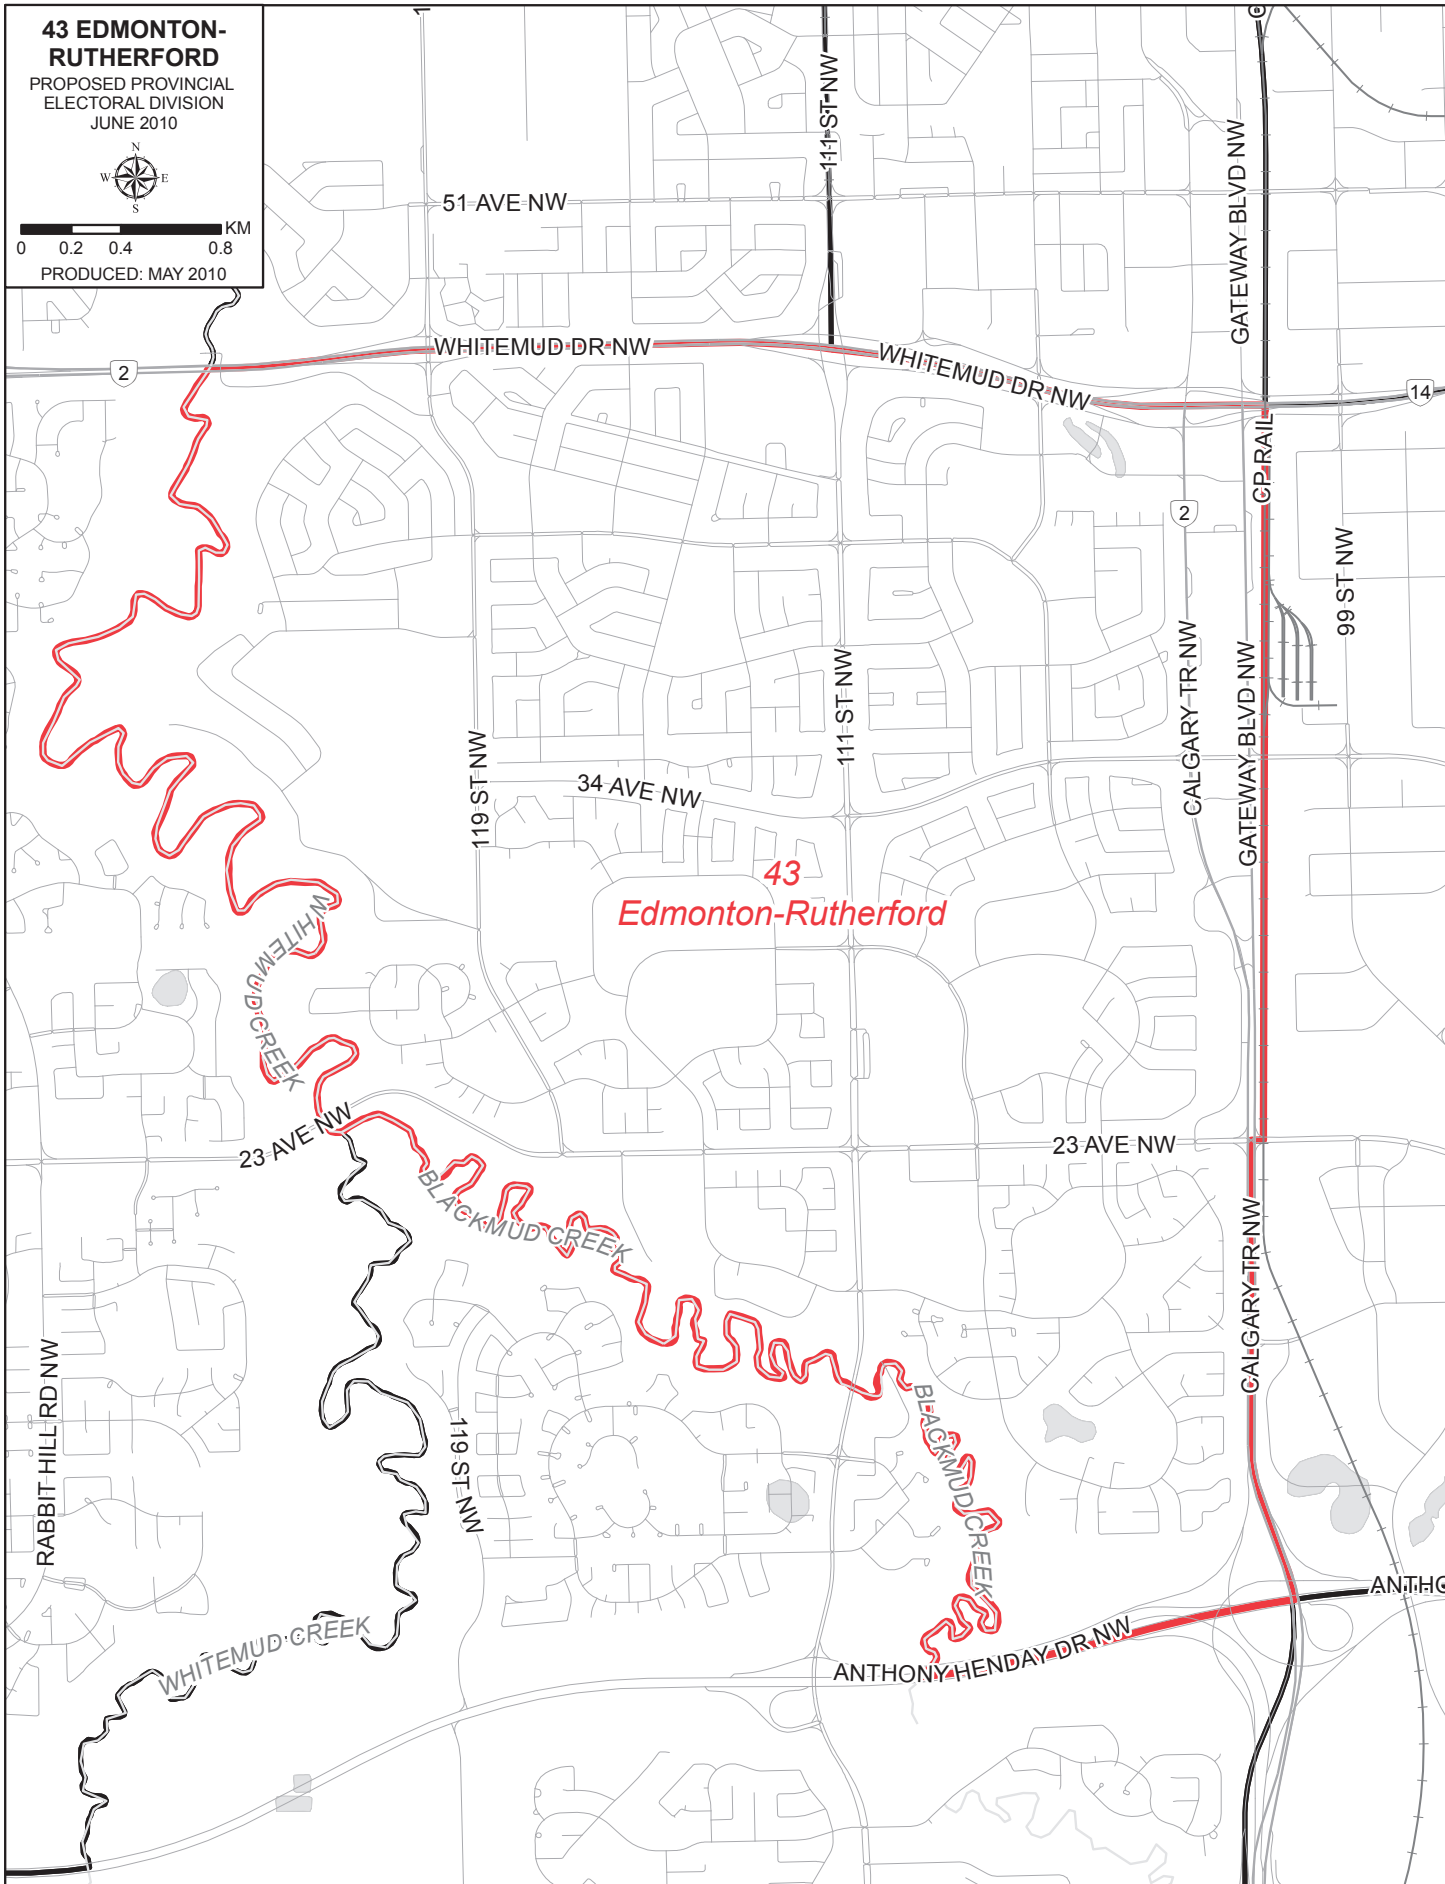 43 EDMONTON-
RUTHERFORD
PROPOSED PROVINCIAL
ELECTORAL DIVISION
JUNE 2010
N
W E
S
KM
0 0.2 0.4 0.8
PRODUCED: MAY 2010
111 ST NW
GATEWAY BLVD NW
51 AVE NW
WHITEMUD DR NW
WHITEMUD DR NW
2
14
CP RAIL
2
99 ST NW
CALGARY TR NW
GATEWAY BLVD NW
111 ST NW
119 ST NW
34 AVE NW
43
Edmonton-Rutherford
WHITEMUD CREEK
23 AVE NW
23 AVE NW
BLACKMUD CREEK
CALGARY TR NW
RABBIT HILL RD NW
119 ST NW
BLACKMUD CREEK
WHITEMUD CREEK
ANTHONY HENDAY DR NW
ANTHO